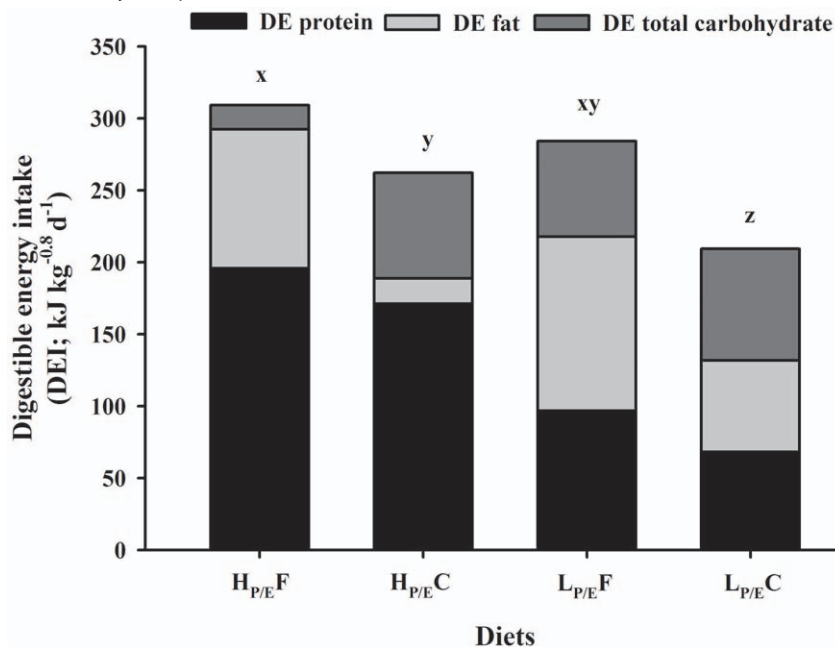 DE protein DE fat DE total carbohydrate
350
300
250
200
150
100
50
0
x
y
xy
z
Digestible energy intake
(DEI; kJ kg-0.8 d-1)
HP/EF HP/EC LP/EF LP/EC
Diets